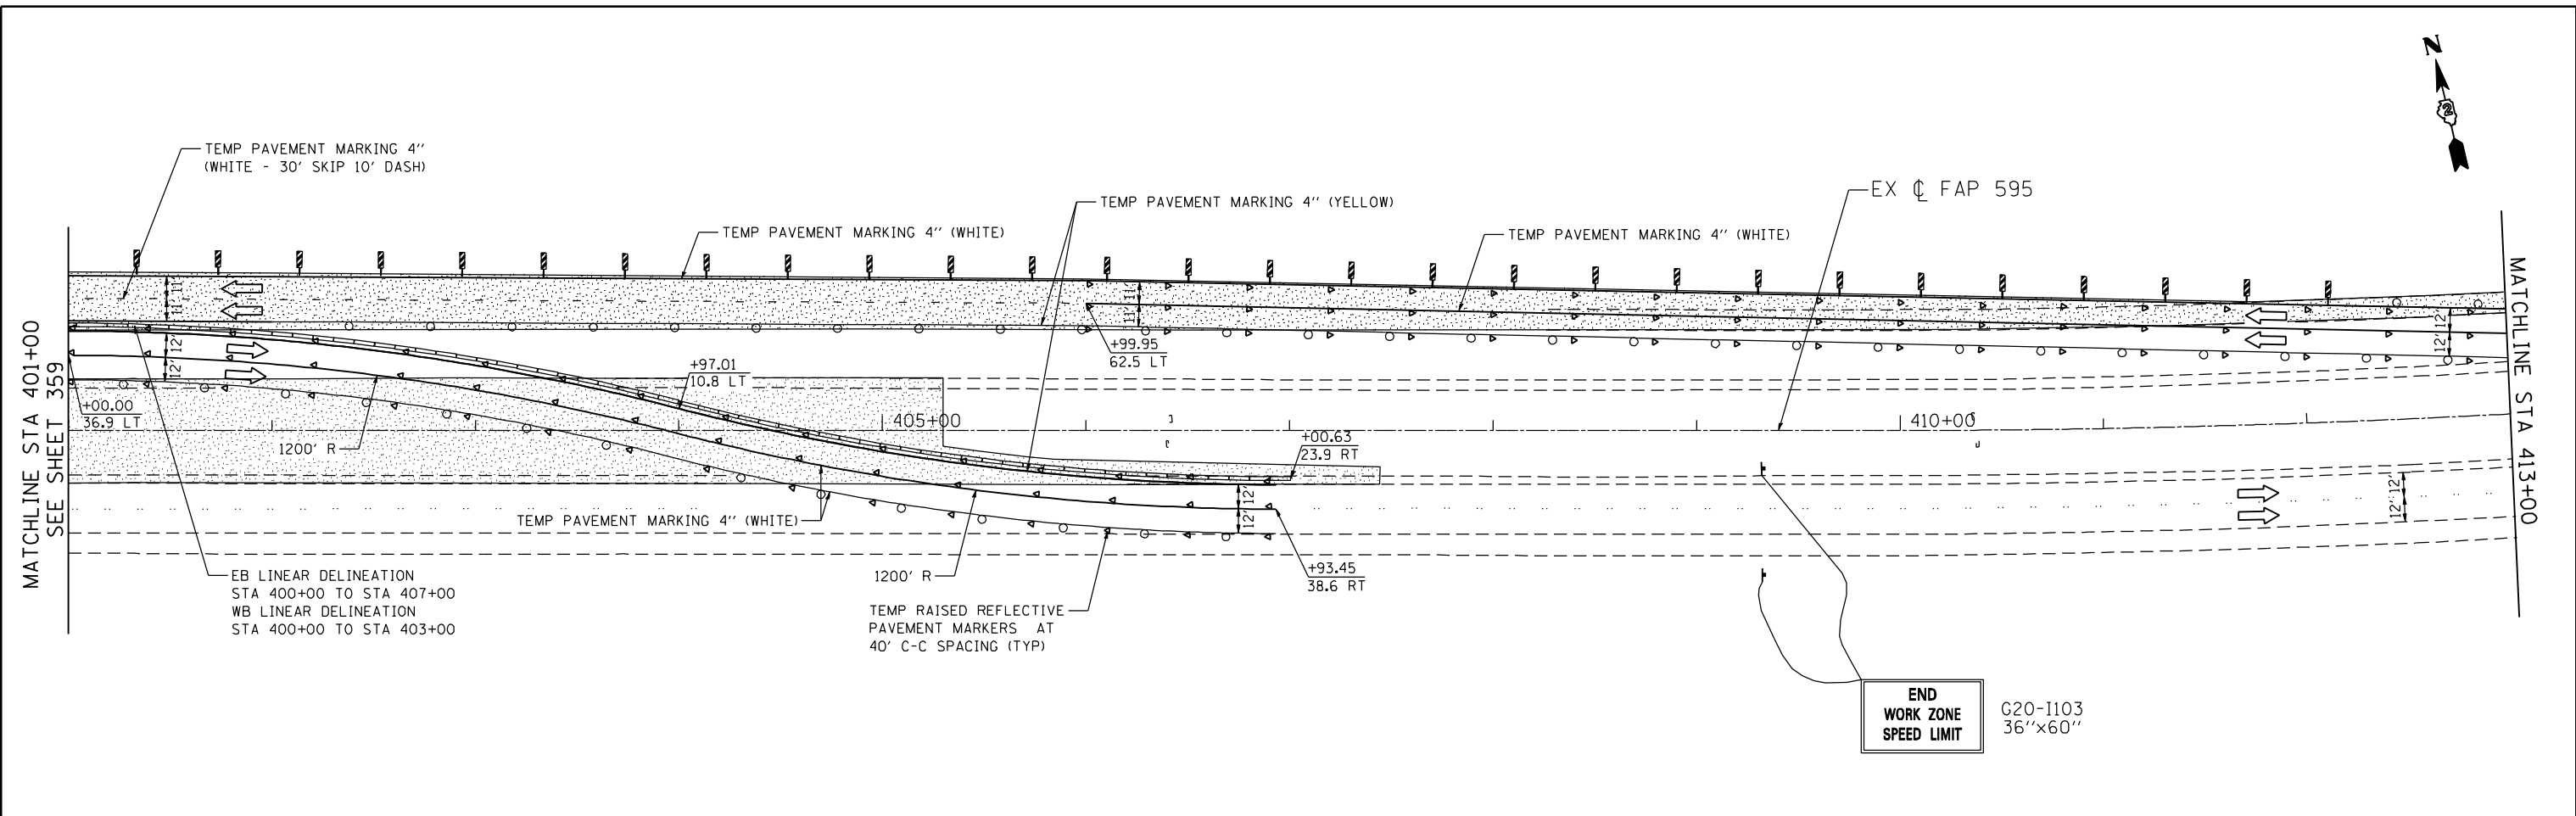 N
2
TEMP PAVEMENT MARKING 4"
(WHITE - 30' SKIP 10' DASH)
TEMP PAVEMENT MARKING 4" (WHITE)
TEMP PAVEMENT MARKING 4" (YELLOW)
TEMP PAVEMENT MARKING 4" (WHITE)
EX ℄ FAP 595
MATCHLINE STA 401+00
SEE SHEET 359
MATCHLINE STA 413+00
11' 11'
11' 11'
12' 12'
12' 12'
12' 12'
12' 12'
+99.95
62.5 LT
+97.01
10.8 LT
+00.00
36.9 LT
405+00
410+00
+00.63
23.9 RT
1200' R
TEMP PAVEMENT MARKING 4" (WHITE)
1200' R
+93.45
38.6 RT
EB LINEAR DELINEATION
STA 400+00 TO STA 407+00
WB LINEAR DELINEATION
STA 400+00 TO STA 403+00
TEMP RAISED REFLECTIVE
PAVEMENT MARKERS AT
40' C-C SPACING (TYP)
END
WORK ZONE
SPEED LIMIT
G20-I103
36"x60"